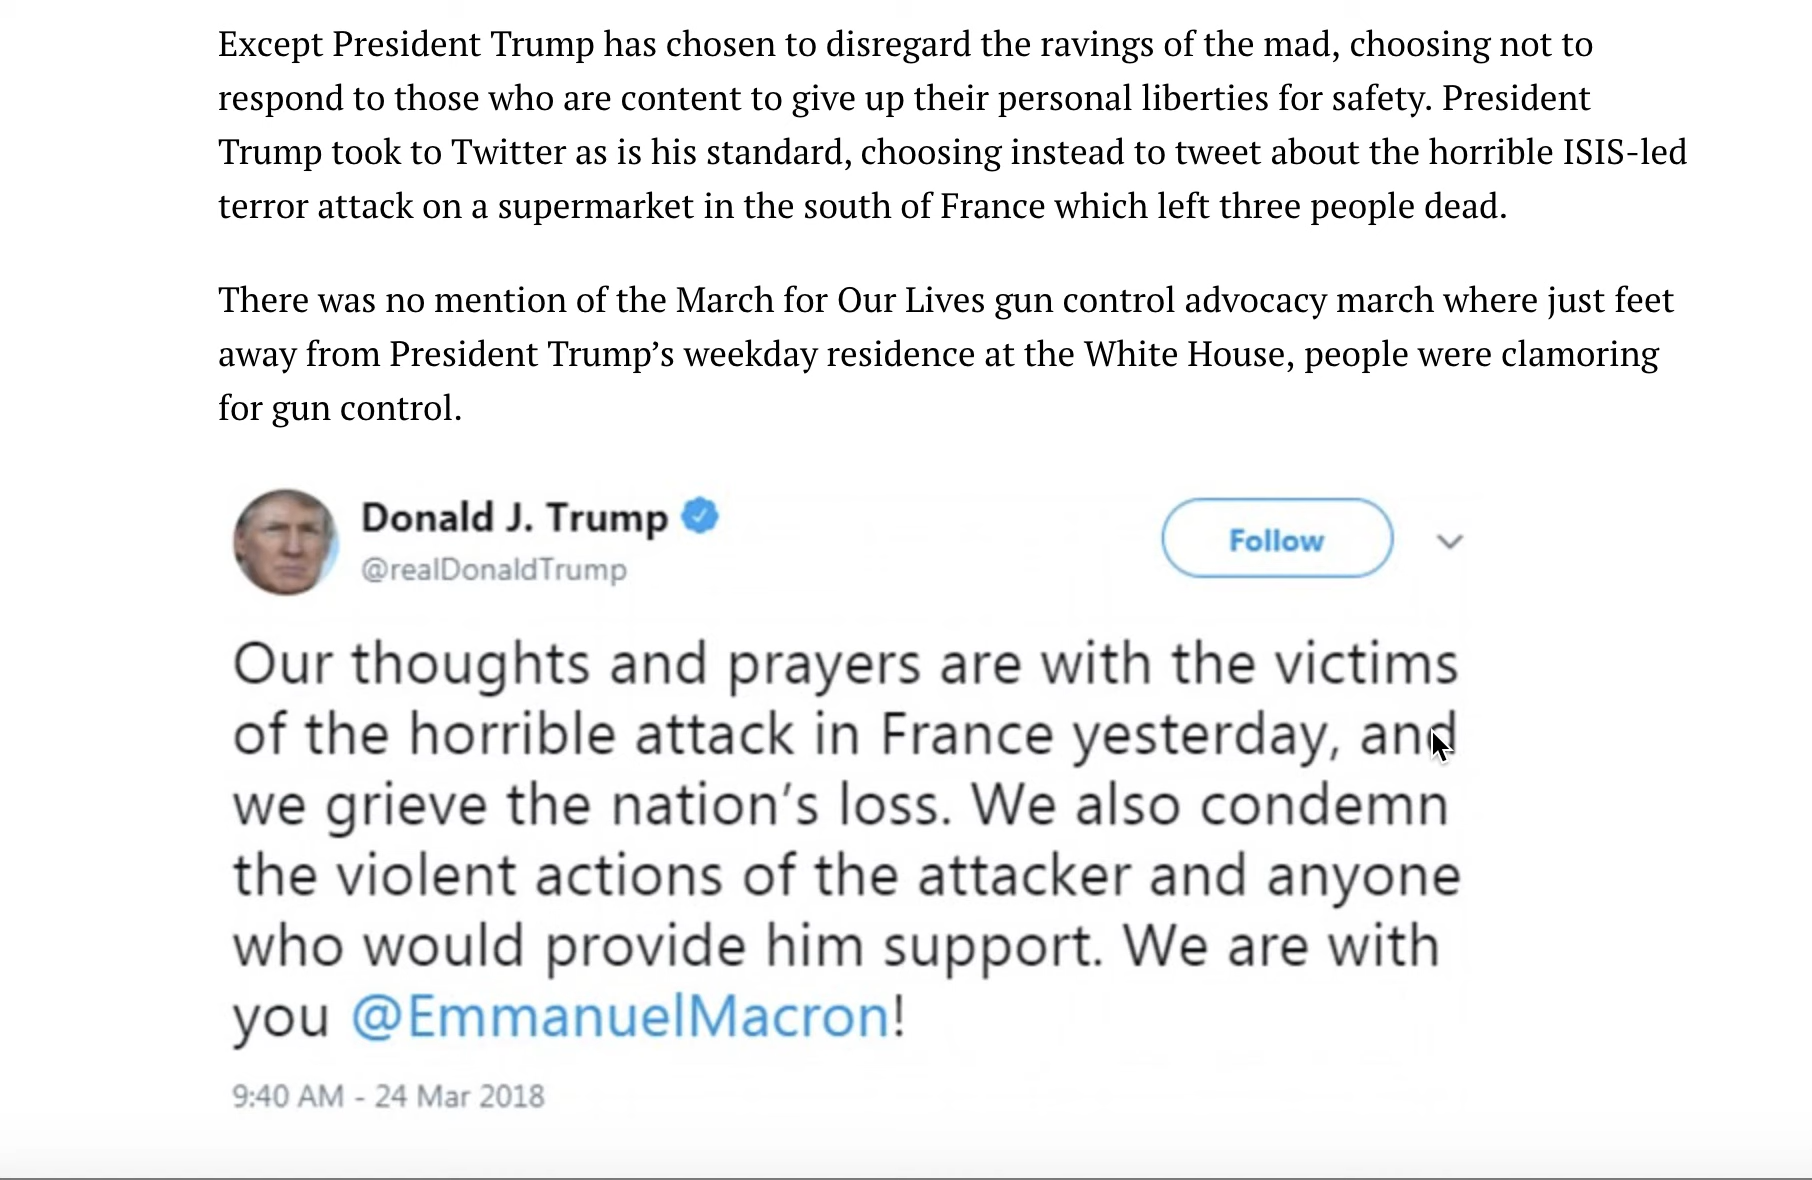 Except President Trump has chosen to disregard the ravings of the mad, choosing not to
respond to those who are content to give up their personal liberties for safety. President
Trump took to Twitter as is his standard, choosing instead to tweet about the horrible ISIS-led
terror attack on a supermarket in the south of France which left three people dead.
There was no mention of the March for Our Lives gun control advocacy march where just feet
away from President Trump’s weekday residence at the White House, people were clamoring
for gun control.
Donald J. Trump
@realDonaldTrump
Follow
Our thoughts and prayers are with the victims
of the horrible attack in France yesterday, and
we grieve the nation’s loss. We also condemn
the violent actions of the attacker and anyone
who would provide him support. We are with
you @EmmanuelMacron!
9:40 AM - 24 Mar 2018